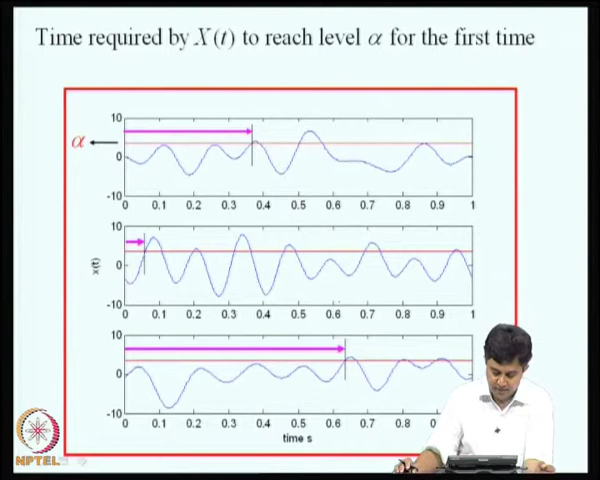 Time required by X(t) to reach level α for the first time
10
α
0
-10
0 0.1 0.2 0.3 0.4 0.5 0.6 0.7 0.8 0.9 1
10
x(t)
0
-10
0 0.1 0.2 0.3 0.4 0.5 0.6 0.7 0.8 0.9 1
10
0
-10
0 0.1 0.2 0.3 0.4 0.5 0.6 0.7 0.8
time s
NPTEL